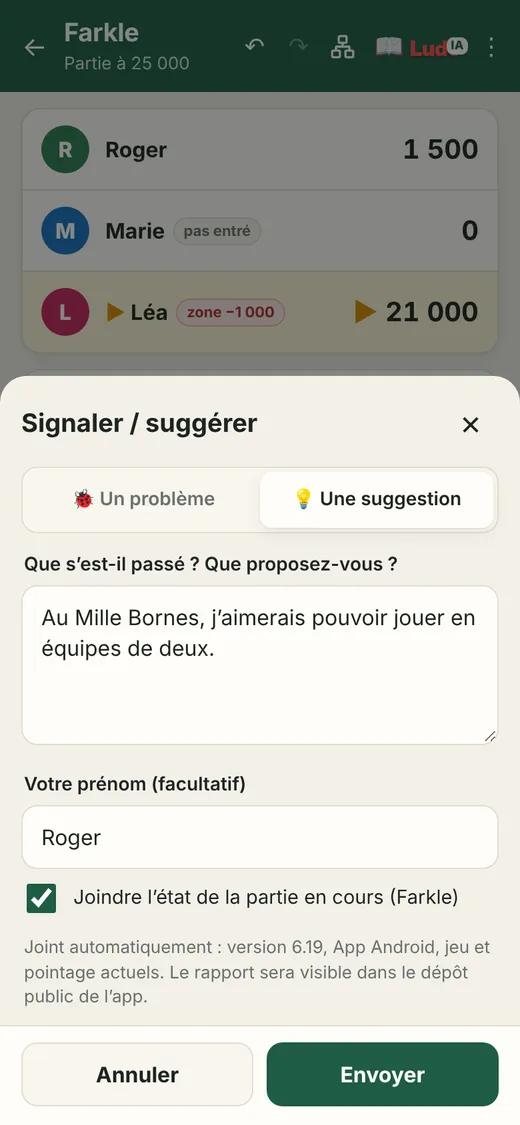 Farkle
Partie à 25 000
IA
R Roger 1 500
M Marie pas entré 0
L Léa zone −1 000 21 000
Signaler / suggérer
Un problème
Une suggestion
Que s’est-il passé ? Que proposez-vous ?
Au Mille Bornes, j’aimerais pouvoir jouer en
équipes de deux.
Votre prénom (facultatif)
Roger
Joindre l’état de la partie en cours (Farkle)
Joint automatiquement : version 6.19, App Android, jeu et
pointage actuels. Le rapport sera visible dans le dépôt
public de l’app.
Annuler
Envoyer